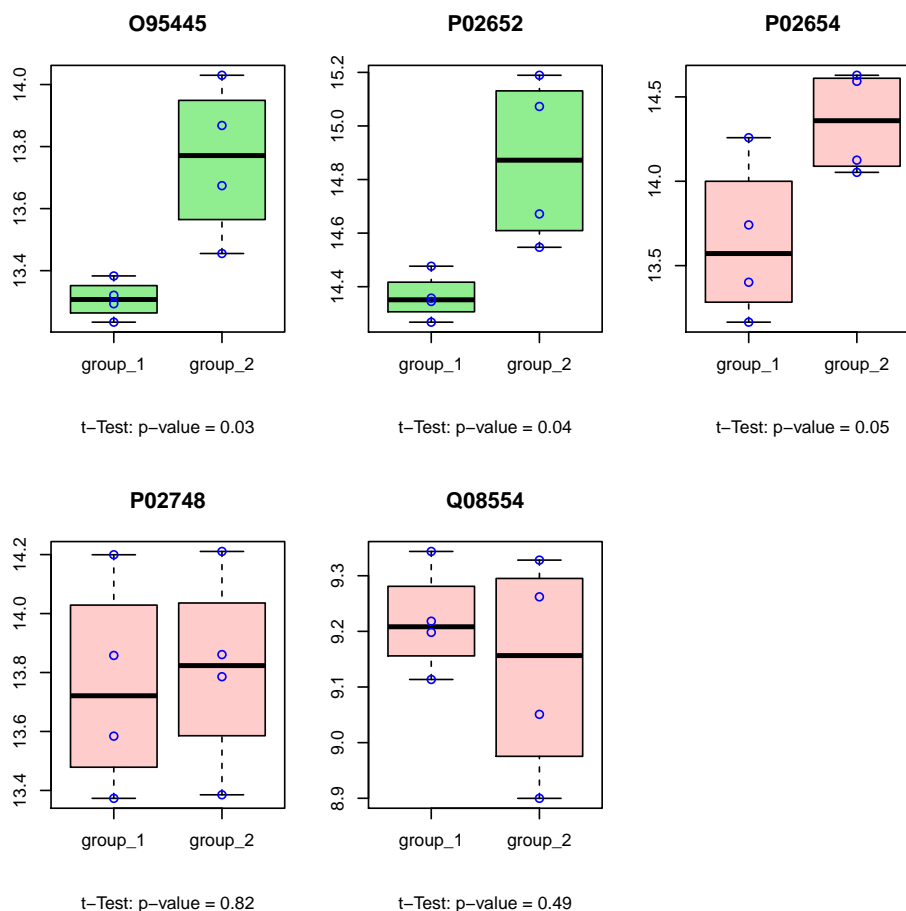 O95445
14.0
13.8
13.6
13.4
group_1
group_2
t−Test: p−value = 0.03
P02652
15.2
15.0
14.8
14.6
14.4
group_1
group_2
t−Test: p−value = 0.04
P02654
14.5
14.0
13.5
group_1
group_2
t−Test: p−value = 0.05
P02748
14.2
14.0
13.8
13.6
13.4
group_1
group_2
t−Test: p−value = 0.82
Q08554
9.3
9.2
9.1
9.0
8.9
group_1
group_2
t−Test: p−value = 0.49